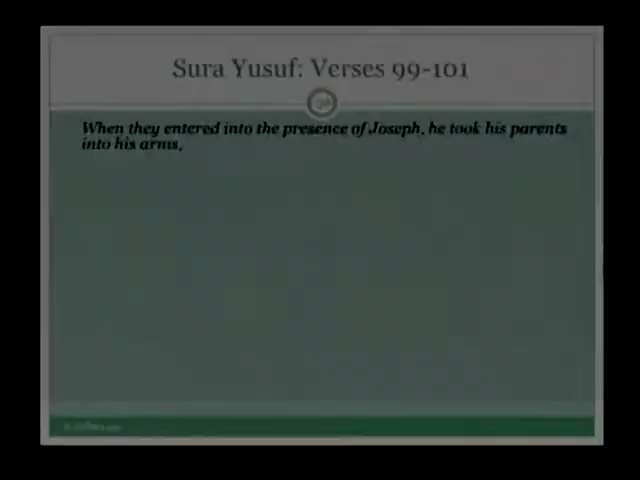 Sura Yusuf: Verses 99-101
When they entered into the presence of Joseph, he took his parents
into his arms,